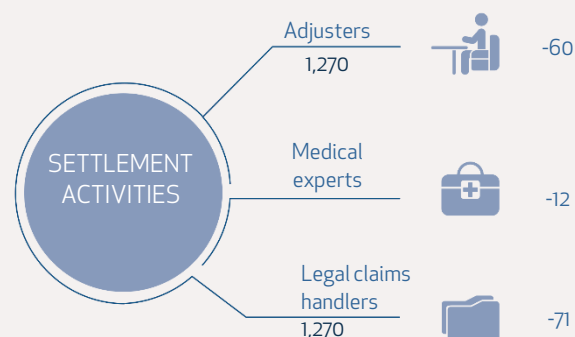 Adjusters
1,270
-60
SETTLEMENT
ACTIVITIES
Medical
experts
-12
Legal claims
handlers
1,270
-71